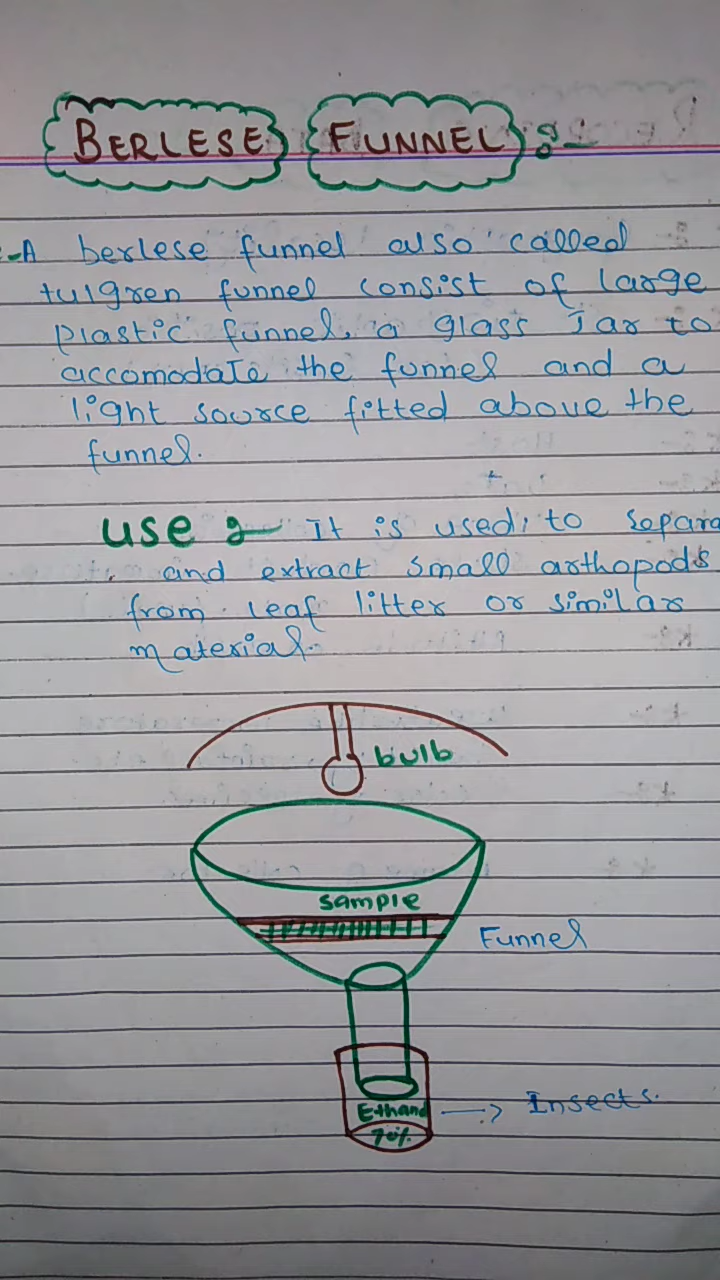 BERLESE FUNNEL :-
- A berlese funnel also called
tulgren funnel consist of large
plastic funnel, a glass Jar to
accomodate the funnel and a
light source fitted above the
funnel.
use :- It is used to separa
and extract small arthopods
from leaf litter or similar
material.
bulb
sample
Funnel
Ethanol
70%
Insects.